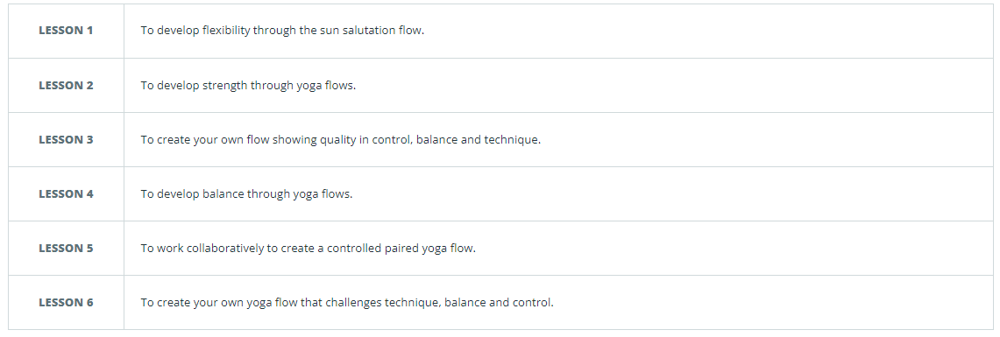 LESSON 1 To develop flexibility through the sun salutation flow.
LESSON 2 To develop strength through yoga flows.
LESSON 3 To create your own flow showing quality in control, balance and technique.
LESSON 4 To develop balance through yoga flows.
LESSON 5 To work collaboratively to create a controlled paired yoga flow.
LESSON 6 To create your own yoga flow that challenges technique, balance and control.